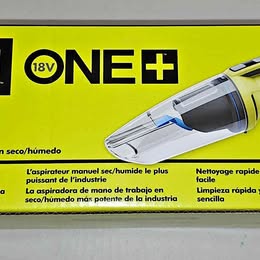 18V ONE+
en seco/húmedo
L'aspirateur manuel sec/humide le plus
puissant de l'industrie
La aspiradora de mano de trabajo en
seco/húmedo más potente de la industria
Nettoyage rapide
facile
Limpieza rápida y
sencilla